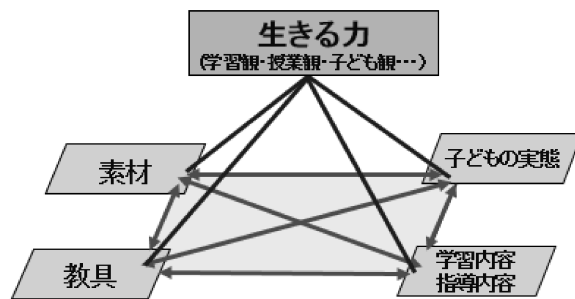 生きる力
(学習観・授業観・子ども観…)
素材
子どもの実態
教具
学習内容
指導内容